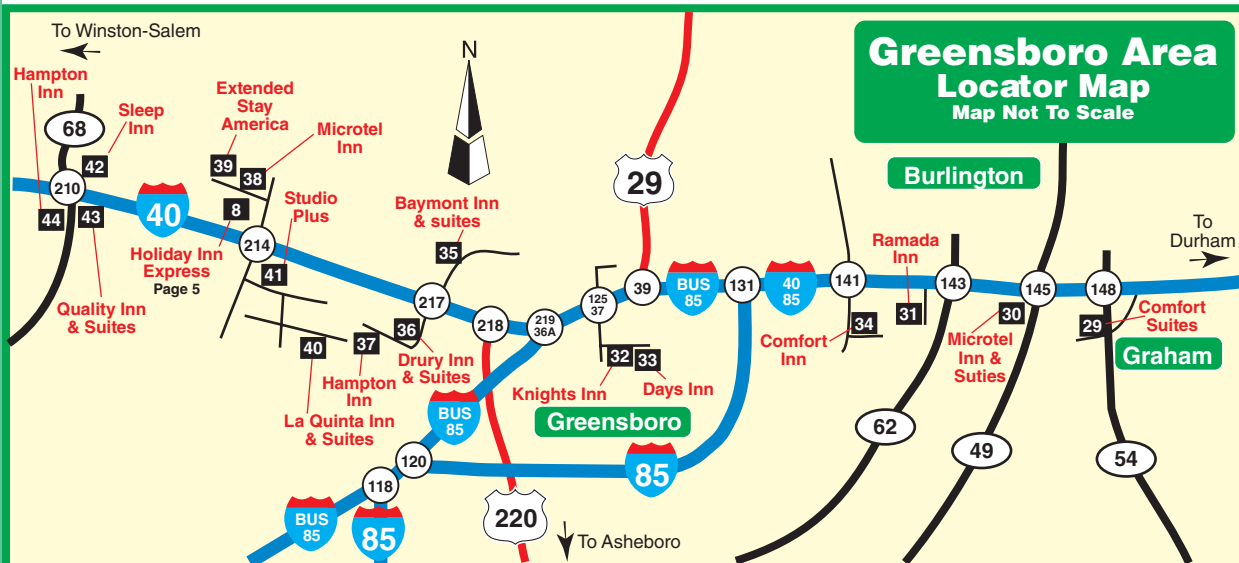 To Winston-Salem
Greensboro Area
Locator Map
Map Not To Scale
N
Hampton
Inn
68
Sleep
Inn
42
210
44
43
Quality Inn
& Suites
40
Extended
Stay
America
39
38
Microtel
Inn
8
Holiday Inn
Express
Page 5
214
Studio
Plus
41
Baymont Inn
& suites
35
217
218
219
36A
40
La Quinta Inn
& Suites
37
Hampton
Inn
36
Drury Inn
& Suites
29
125
37
39
BUS
85
131
40
85
32
33
Knights Inn
Days Inn
Greensboro
Burlington
141
34
Comfort
Inn
Ramada
Inn
31
143
145
30
Microtel
Inn &
Suties
148
29
Comfort
Suites
Graham
To
Durham
BUS
85
120
118
BUS
85
85
85
220
To Asheboro
62
49
54